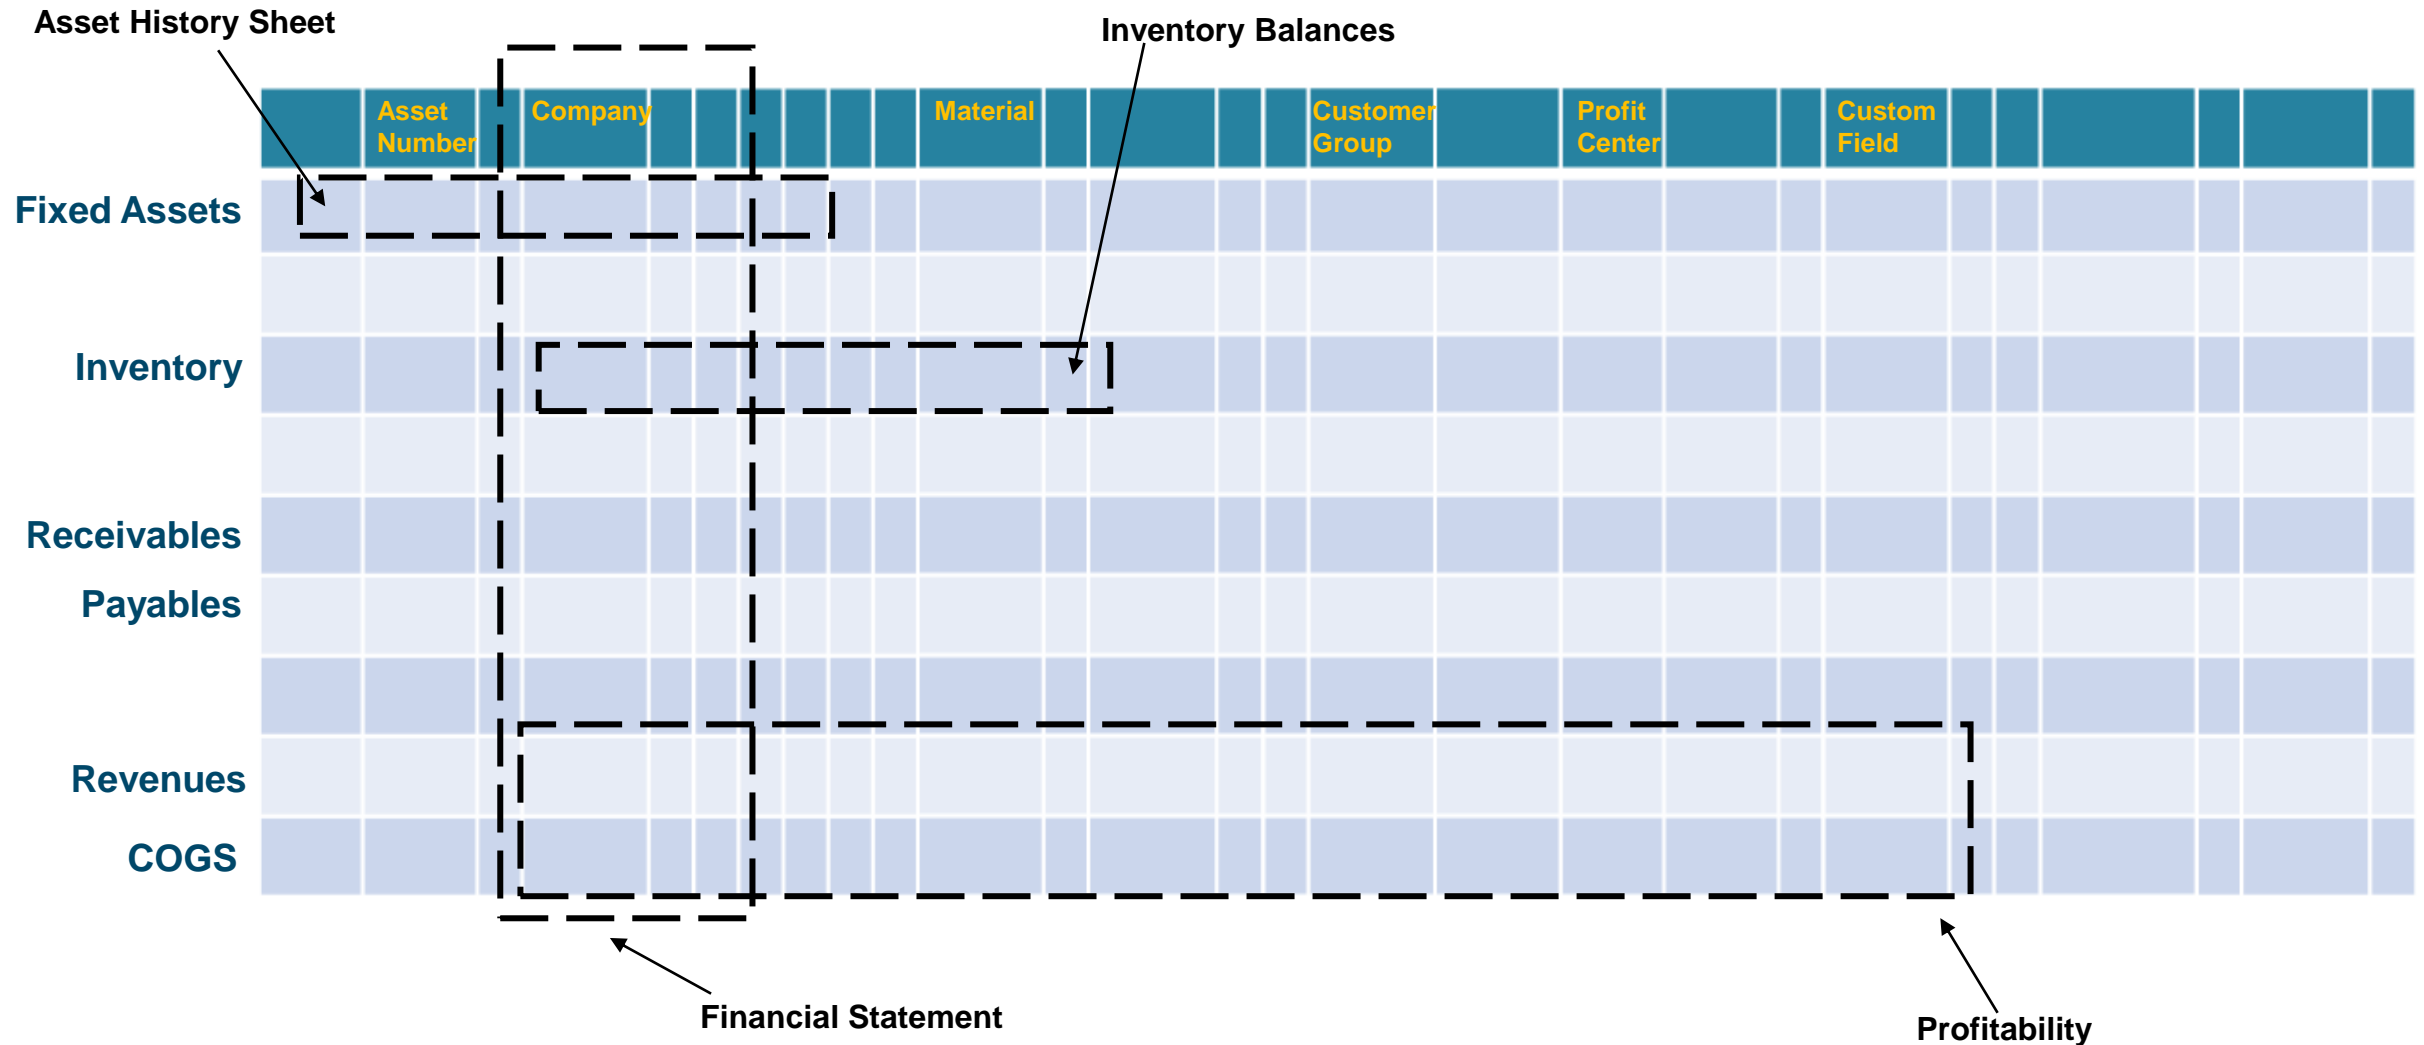 Asset History Sheet
Inventory Balances
Asset
Number
Company
Material
Customer
Group
Profit
Center
Custom
Field
Fixed Assets
Inventory
Receivables
Payables
Revenues
COGS
Financial Statement
Profitability